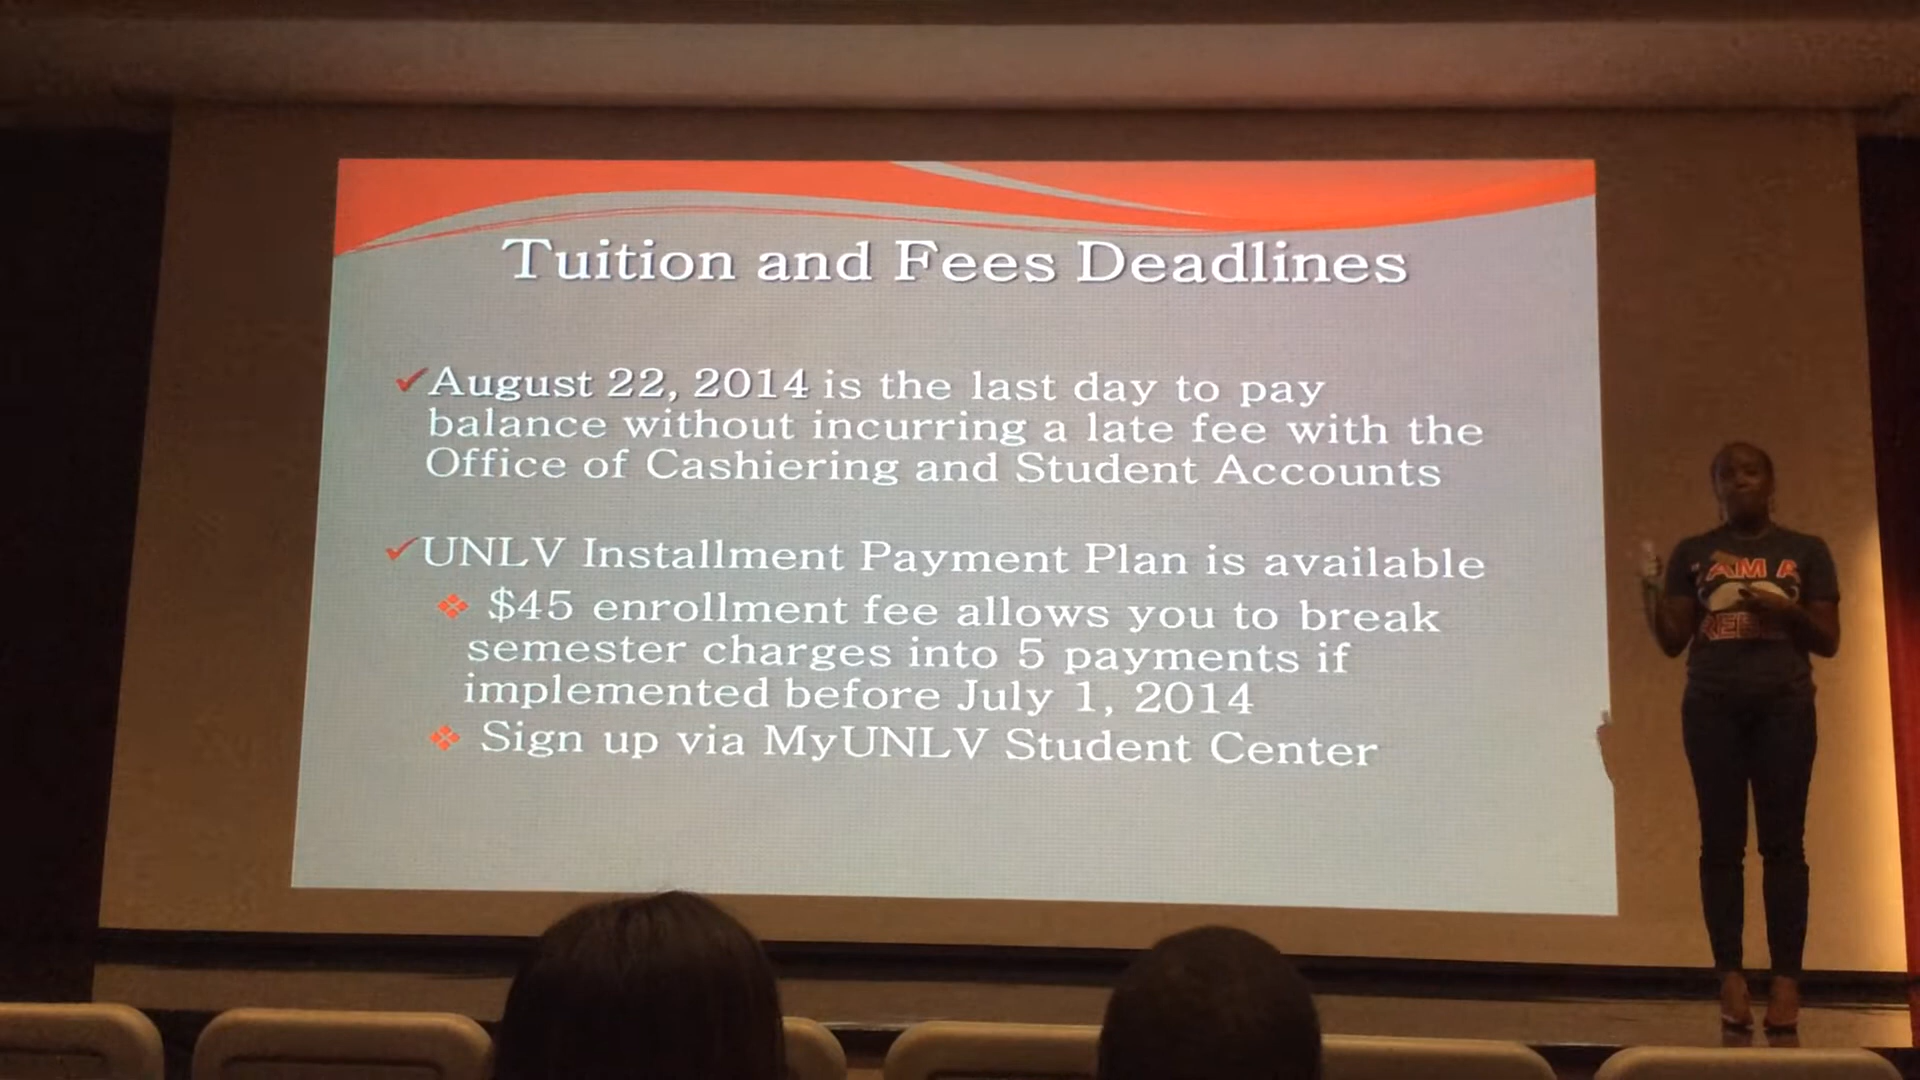 Tuition and Fees Deadlines
August 22, 2014 is the last day to pay
balance without incurring a late fee with the
Office of Cashiering and Student Accounts
UNLV Installment Payment Plan is available
$45 enrollment fee allows you to break
semester charges into 5 payments if
implemented before July 1, 2014
Sign up via MyUNLV Student Center
AM A